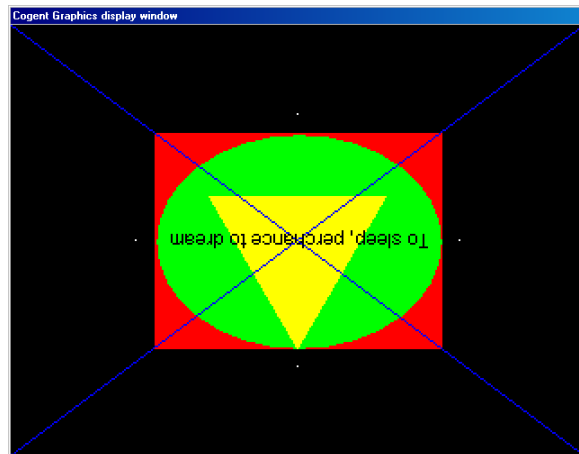 Cogent Graphics display window
To sleep, perchance to dream